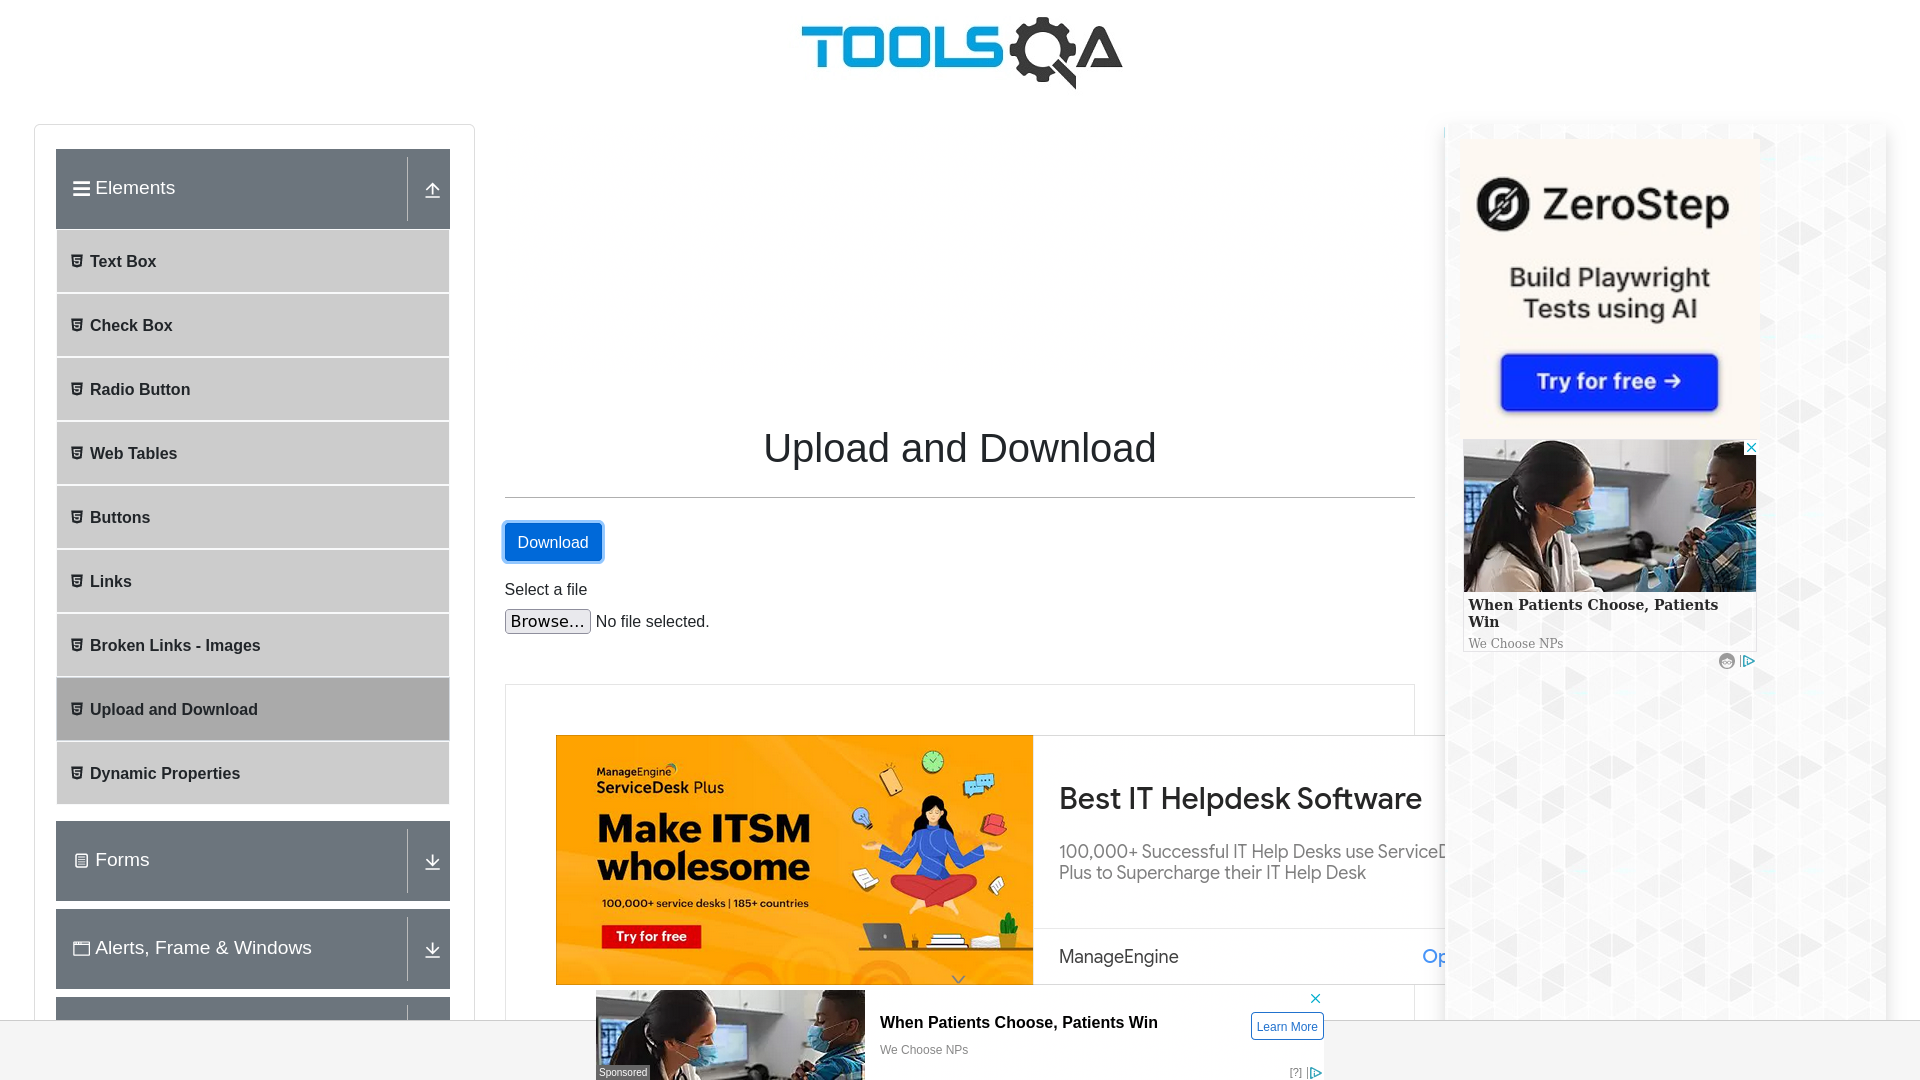 TOOLSQA
Elements
Text Box
Check Box
Radio Button
Web Tables
Buttons
Links
Broken Links - Images
Upload and Download
Dynamic Properties
Forms
Alerts, Frame & Windows
Upload and Download
Download
Select a file
Browse... No file selected.
ManageEngine
ServiceDesk Plus
Make ITSM
wholesome
100,000+ service desks | 185+ countries
Try for free
Best IT Helpdesk Software
100,000+ Successful IT Help Desks use ServiceD
Plus to Supercharge their IT Help Desk
ManageEngine
Op
ZeroStep
Build Playwright
Tests using AI
Try for free →
When Patients Choose, Patients
Win
We Choose NPs
Sponsored
When Patients Choose, Patients Win
We Choose NPs
Learn More
[?]